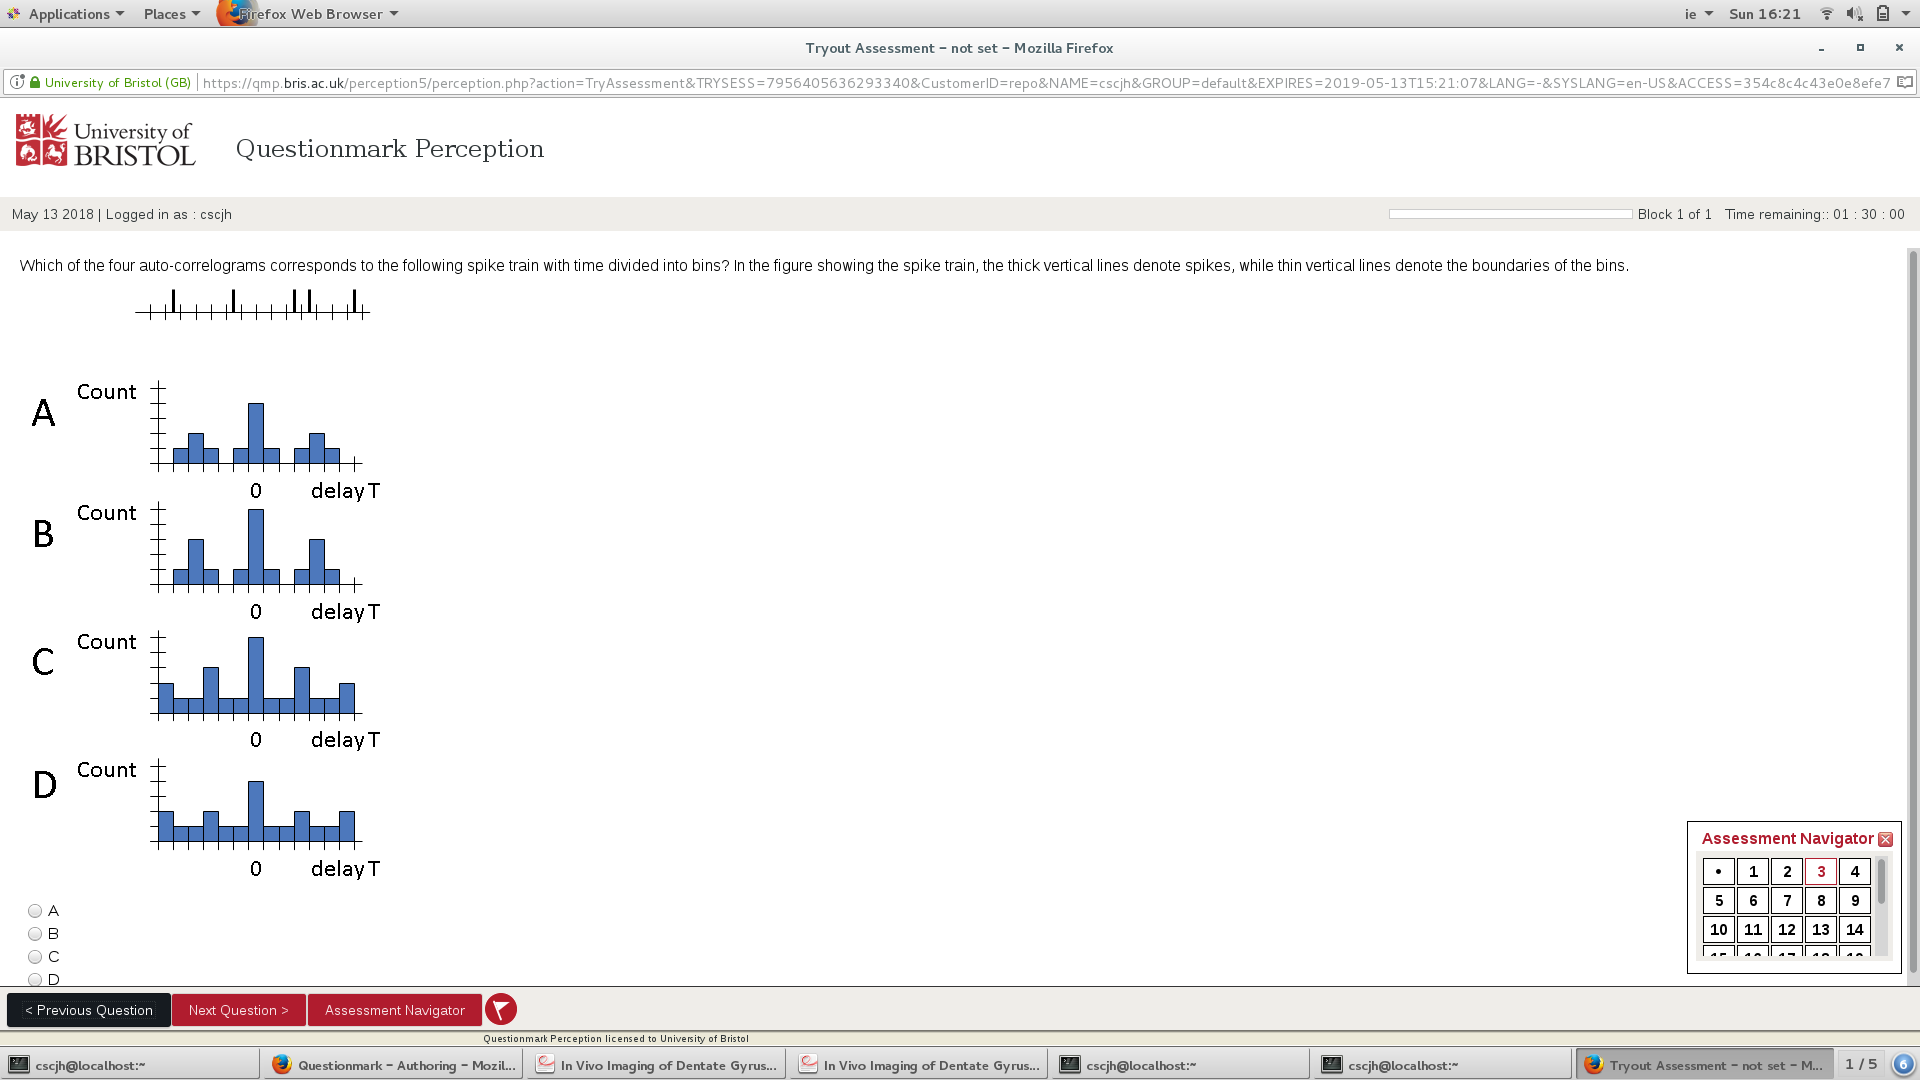 Applications Places Firefox Web Browser ie Sun 16:21
Tryout Assessment – not set – Mozilla Firefox
University of Bristol (GB) https://qmp.bris.ac.uk/perception5/perception.php?action=TryAssessment&TRYSESS=7956405636293340&CustomerID=repo&NAME=cscjh&GROUP=default&EXPIRES=2019-05-13T15:21:07&LANG=-&SYSLANG=en-US&ACCESS=354c8c4c43e0e8efe7
University of
BRISTOL
Questionmark Perception
May 13 2018 | Logged in as : cscjh Block 1 of 1 Time remaining:: 01 : 30 : 00
Which of the four auto-correlograms corresponds to the following spike train with time divided into bins? In the figure showing the spike train, the thick vertical lines denote spikes, while thin vertical lines denote the boundaries of the bins.
A Count
0 delay T
B Count
0 delay T
C Count
0 delay T
D Count
0 delay T
A
B
C
D
Assessment Navigator
• 1 2 3 4
5 6 7 8 9
10 11 12 13 14
< Previous Question Next Question > Assessment Navigator
Questionmark Perception licensed to University of Bristol
cscjh@localhost:~ Questionmark – Authoring – Mozil... In Vivo Imaging of Dentate Gyrus... In Vivo Imaging of Dentate Gyrus... cscjh@localhost:~ cscjh@localhost:~ Tryout Assessment – not set – M... 1 / 5 6